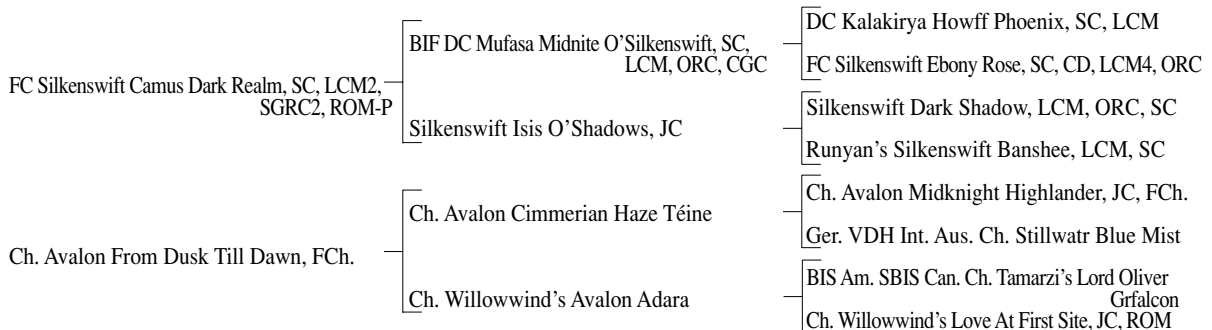 FC Silkenswift Camus Dark Realm, SC, LCM2,
SGRC2, ROM-P
Ch. Avalon From Dusk Till Dawn, FCh.
BIF DC Mufasa Midnite O’Silkenswift, SC,
LCM, ORC, CGC
Silkenswift Isis O’Shadows, JC
Ch. Avalon Cimmerian Haze Téine
Ch. Willowwind’s Avalon Adara
DC Kalakirya Howff Phoenix, SC, LCM
FC Silkenswift Ebony Rose, SC, CD, LCM4, ORC
Silkenswift Dark Shadow, LCM, ORC, SC
Runyan’s Silkenswift Banshee, LCM, SC
Ch. Avalon Midknight Highlander, JC, FCh.
Ger. VDH Int. Aus. Ch. Stillwatr Blue Mist
BIS Am. SBIS Can. Ch. Tamarzi’s Lord Oliver
Grfalcon
Ch. Willowwind’s Love At First Site, JC, ROM